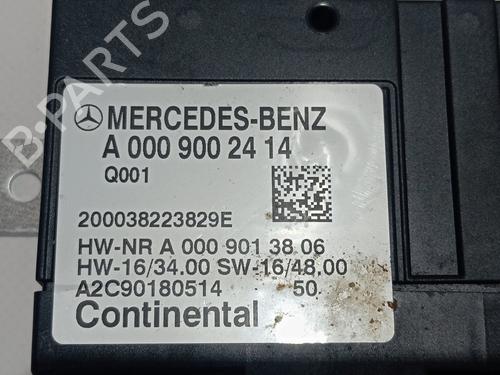 MERCEDES-BENZ
A 000 900 24 14
Q001
200038223829E
HW-NR A 000 901 38 06
HW-16/34.00 SW-16/48.00
A2C90180514 50
Continental
B-PARTS